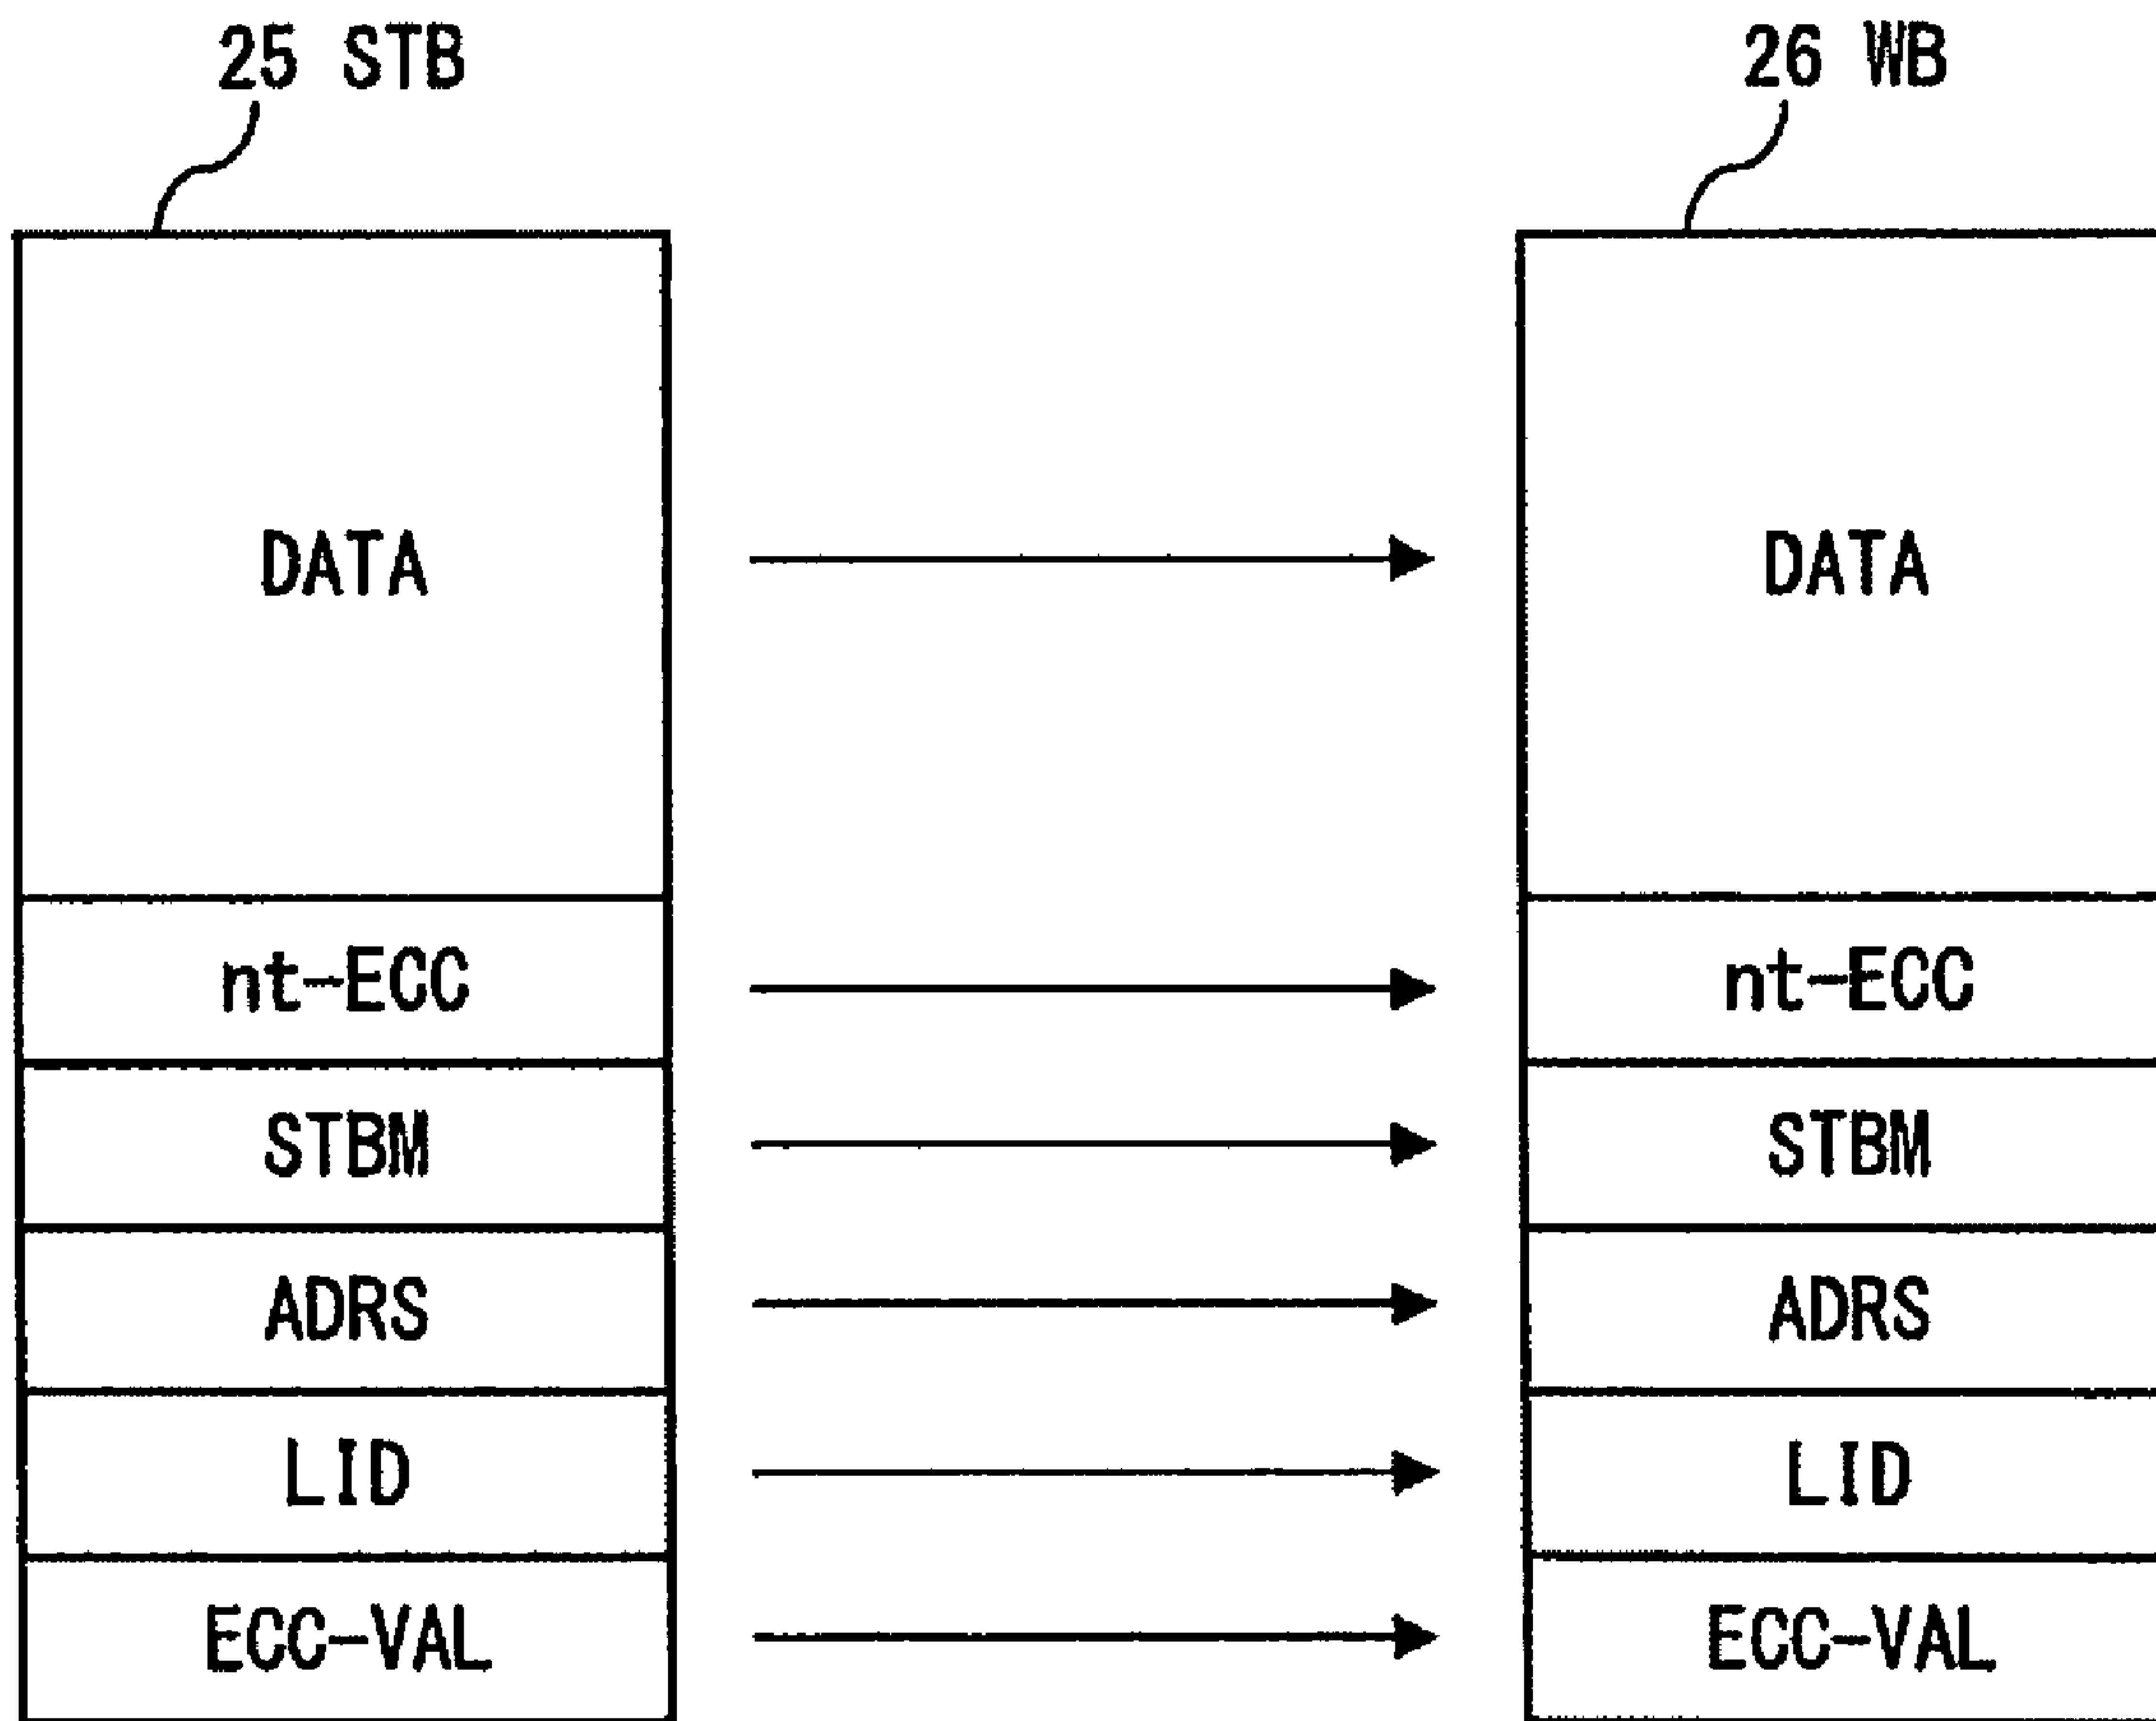 25 STB 26 WB
DATA DATA
nt-ECC nt-ECC
STBM STBM
ADRS ADRS
LID LID
ECC-VAL ECC-VAL